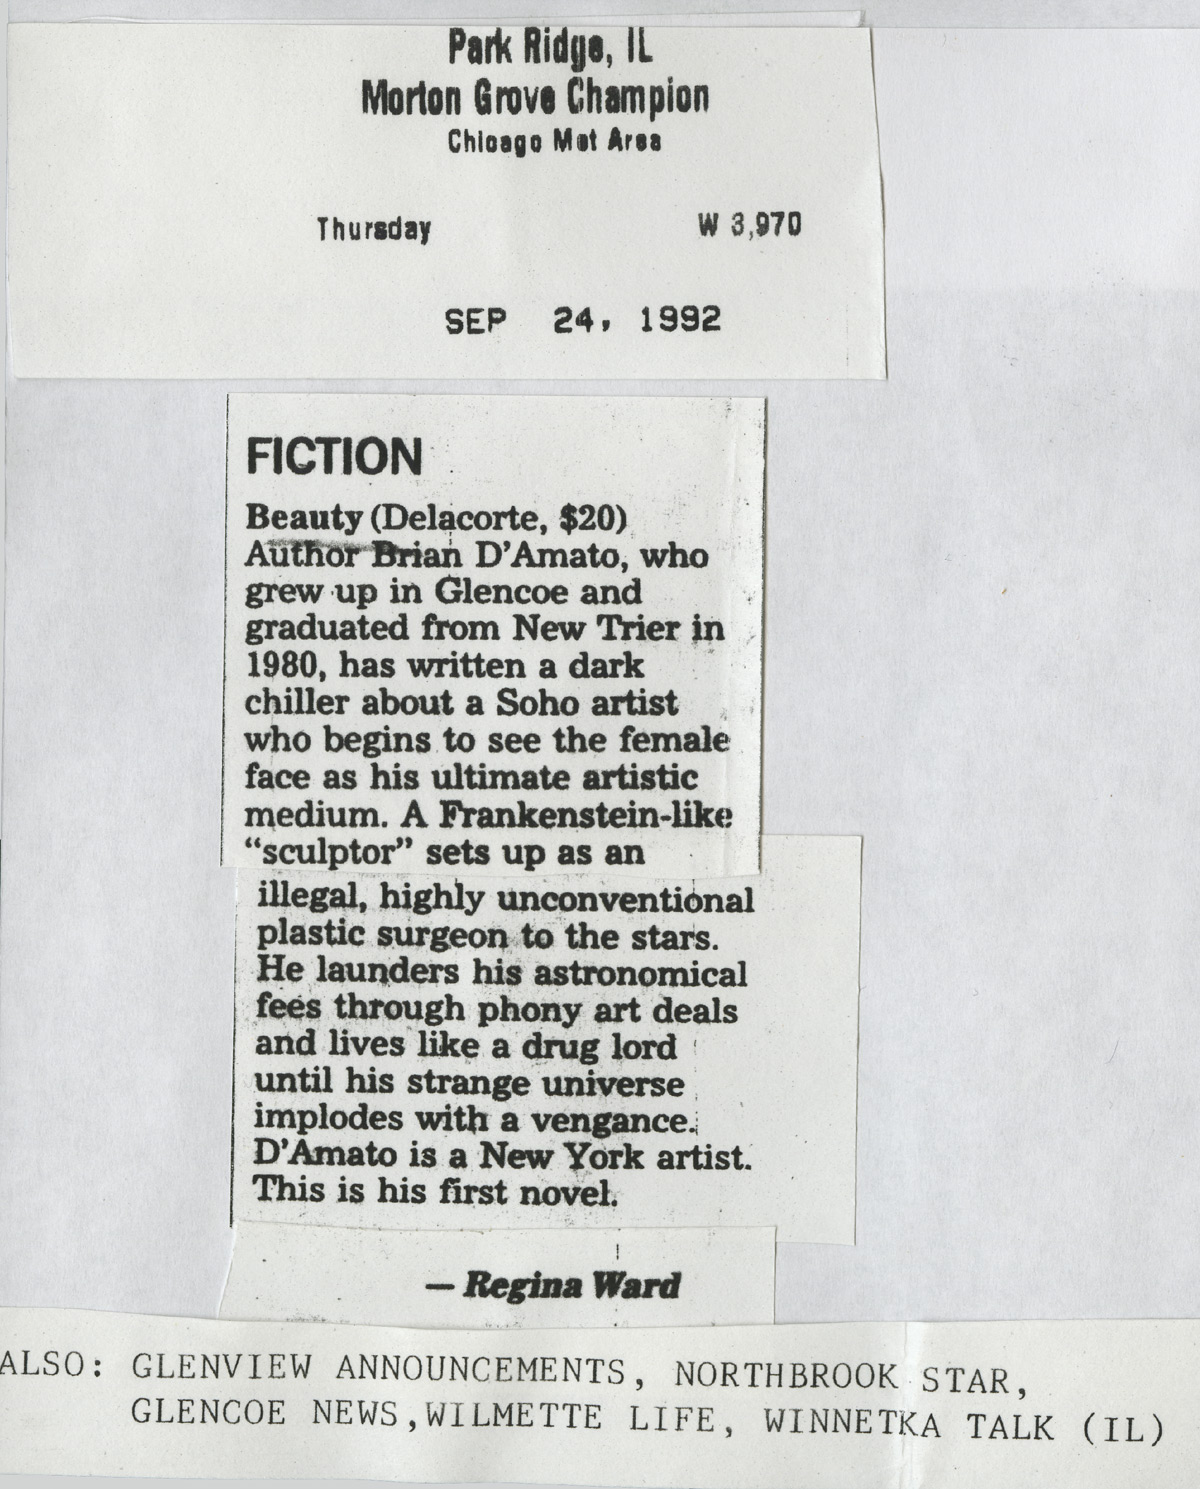 Park Ridge, IL
Morton Grove Champion
Chicago Met Area
Thursday W 3,970
SEP 24, 1992
FICTION
Beauty (Delacorte, $20)
Author Brian D'Amato, who
grew up in Glencoe and
graduated from New Trier in
1980, has written a dark
chiller about a Soho artist
who begins to see the female
face as his ultimate artistic
medium. A Frankenstein-like
“sculptor” sets up as an
illegal, highly unconventional
plastic surgeon to the stars.
He launders his astronomical
fees through phony art deals
and lives like a drug lord
until his strange universe
implodes with a vengance.
D'Amato is a New York artist.
This is his first novel.
— Regina Ward
ALSO: GLENVIEW ANNOUNCEMENTS, NORTHBROOK STAR,
GLENCOE NEWS,WILMETTE LIFE, WINNETKA TALK (IL)